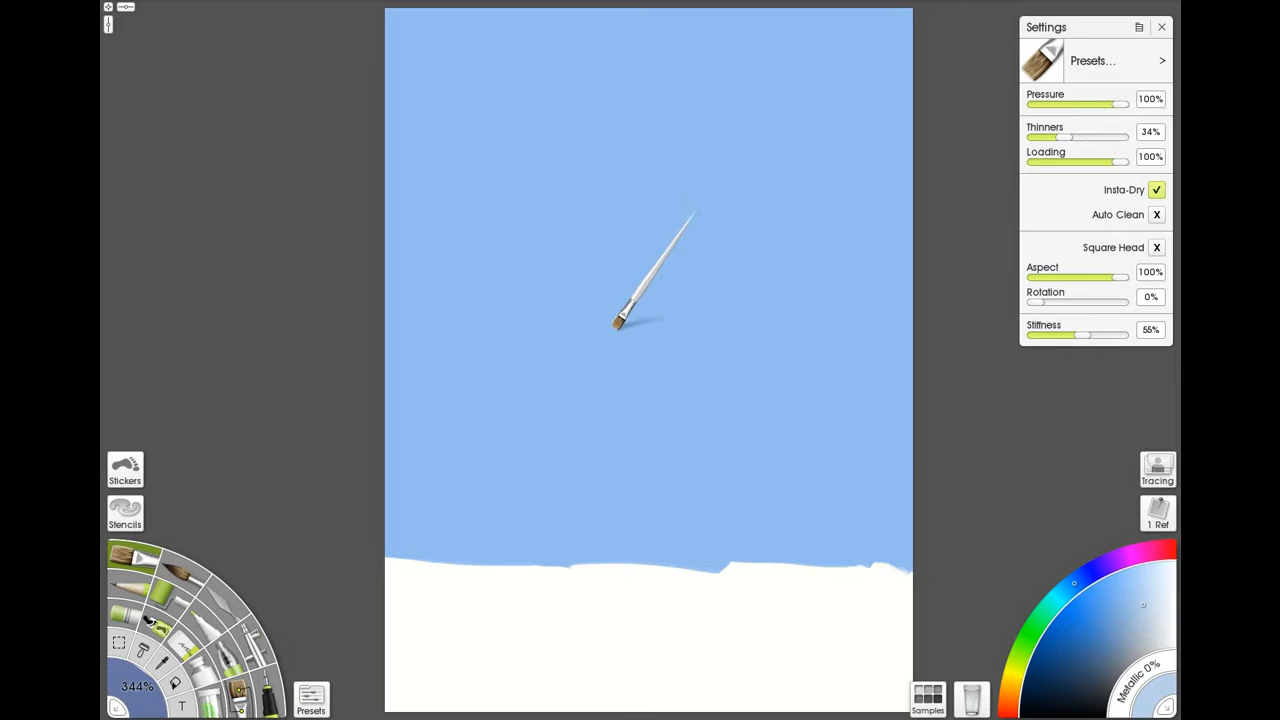 Settings
Presets... >
Pressure 100%
Thinners 34%
Loading 100%
Insta-Dry
Auto Clean X
Square Head X
Aspect 100%
Rotation 0%
Stiffness 55%
Stickers
Stencils
344%
T
Presets
Tracing
1 Ref
Metallic 0%
Samples